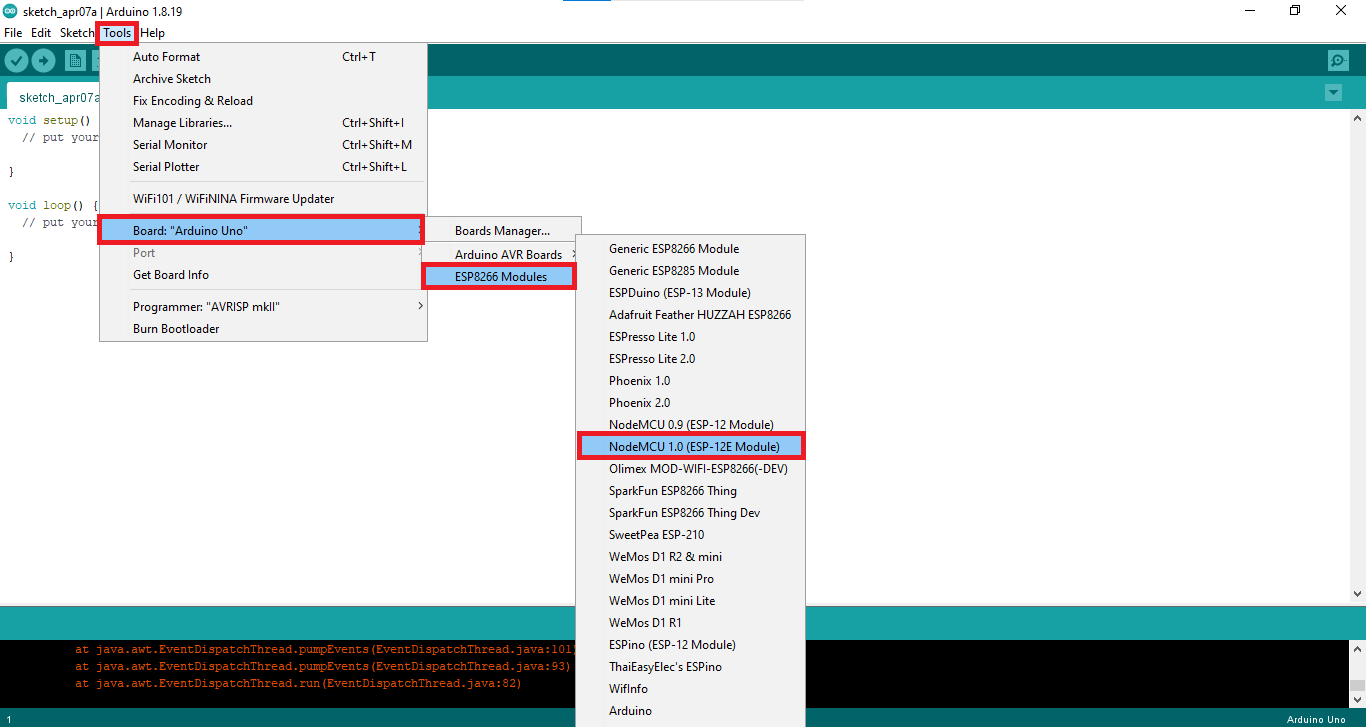 sketch_apr07a | Arduino 1.8.19
File Edit Sketch Tools Help
Auto Format Ctrl+T
Archive Sketch
Fix Encoding & Reload
Manage Libraries... Ctrl+Shift+I
Serial Monitor Ctrl+Shift+M
Serial Plotter Ctrl+Shift+L
WiFi101 / WiFiNINA Firmware Updater
Board: "Arduino Uno"
Port
Get Board Info
Programmer: "AVRISP mkII"
Burn Bootloader
sketch_apr07a
void setup()
// put your
}
void loop() {
// put your
}
Boards Manager...
Arduino AVR Boards
ESP8266 Modules
Generic ESP8266 Module
Generic ESP8285 Module
ESPDuino (ESP-13 Module)
Adafruit Feather HUZZAH ESP8266
ESPresso Lite 1.0
ESPresso Lite 2.0
Phoenix 1.0
Phoenix 2.0
NodeMCU 0.9 (ESP-12 Module)
NodeMCU 1.0 (ESP-12E Module)
Olimex MOD-WIFI-ESP8266(-DEV)
SparkFun ESP8266 Thing
SparkFun ESP8266 Thing Dev
SweetPea ESP-210
WeMos D1 R2 & mini
WeMos D1 mini Pro
WeMos D1 mini Lite
WeMos D1 R1
ESPino (ESP-12 Module)
ThaiEasyElec's ESPino
WifInfo
Arduino
at java.awt.EventDispatchThread.pumpEvents(EventDispatchThread.java:101)
at java.awt.EventDispatchThread.pumpEvents(EventDispatchThread.java:93)
at java.awt.EventDispatchThread.run(EventDispatchThread.java:82)
1
Arduino Uno